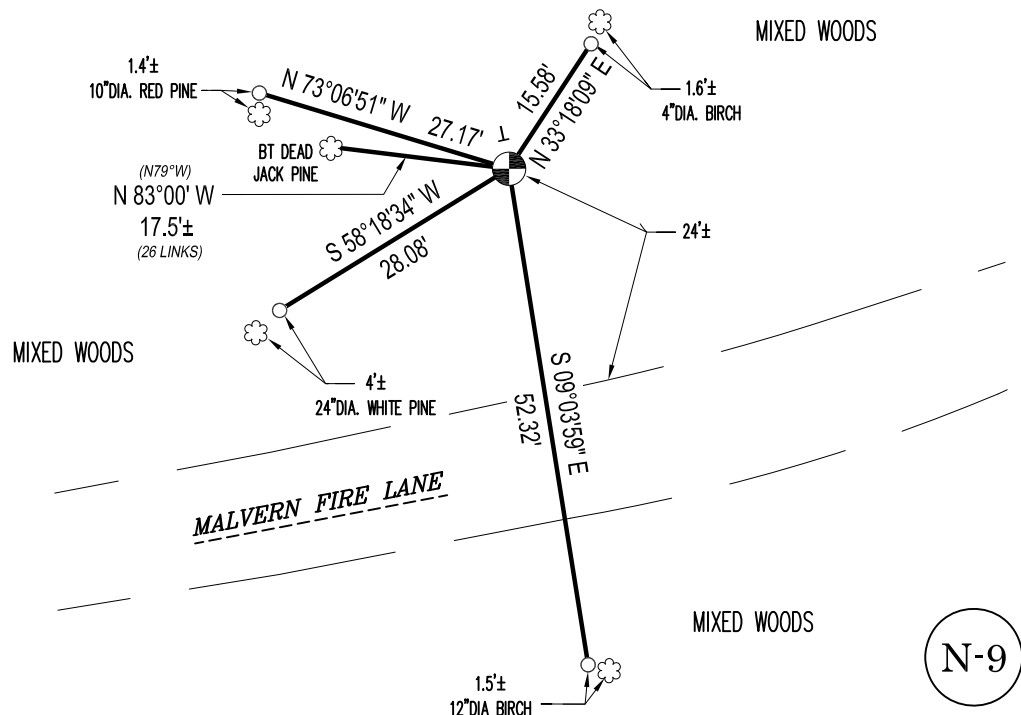 MIXED WOODS
1.4'±
10"DIA. RED PINE
N 73°06'51" W
27.17'
15.58'
N 33°18'09" E
1.6'±
4"DIA. BIRCH
BT DEAD
JACK PINE
(N79°W)
N 83°00' W
17.5'±
(26 LINKS)
S 58°18'34" W
28.08'
24'±
MIXED WOODS
4'±
24"DIA. WHITE PINE
S 09°03'59" E
52.32'
MALVERN FIRE LANE
MIXED WOODS
N-9
1.5'±
12"DIA BIRCH